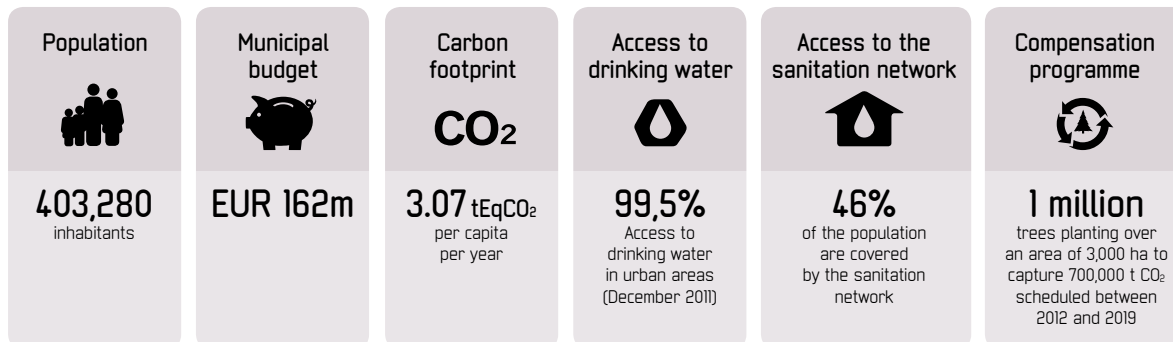 Population
403,280
inhabitants
Municipal
budget
EUR 162m
Carbon
footprint
CO2
3.07 tEqCO2
per capita
per year
Access to
drinking water
99,5%
Access to
drinking water
in urban areas
(December 2011)
Access to the
sanitation network
46%
of the population
are covered
by the sanitation
network
Compensation
programme
1 million
trees planting over
an area of 3,000 ha to
capture 700,000 t CO2
scheduled between
2012 and 2019